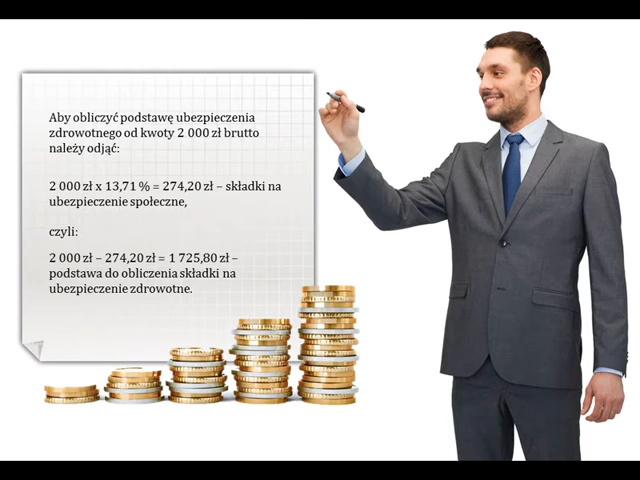 Aby obliczyć podstawę ubezpieczenia
zdrowotnego od kwoty 2 000 zł brutto
należy odjąć:
2 000 zł x 13,71 % = 274,20 zł – składki na
ubezpieczenie społeczne,
czyli:
2 000 zł – 274,20 zł = 1 725,80 zł –
podstawa do obliczenia składki na
ubezpieczenie zdrowotne.